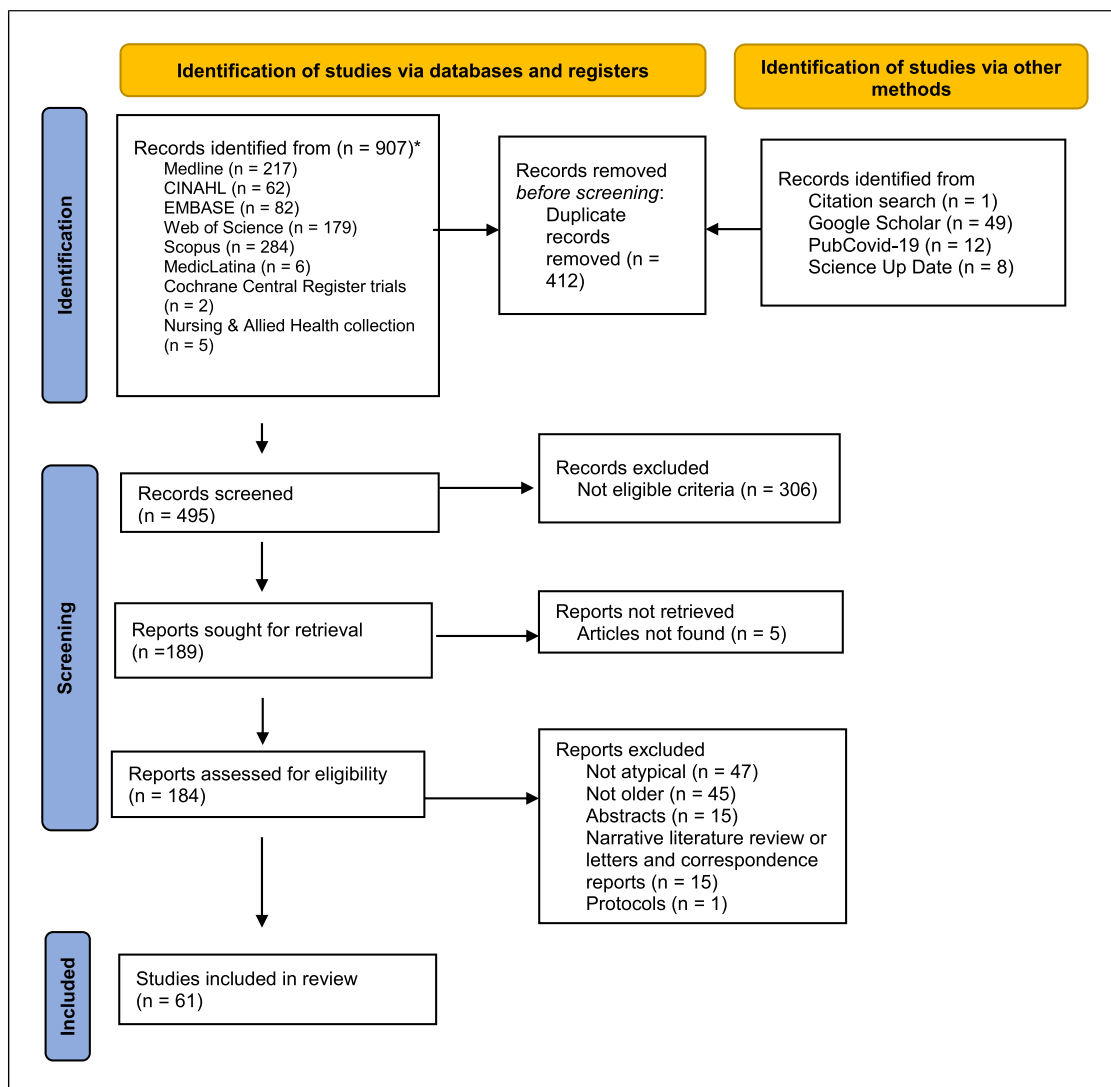 Identification of studies via databases and registers
Identification of studies via other
methods
Identification
Records identified from (n = 907)*
Medline (n = 217)
CINAHL (n = 62)
EMBASE (n = 82)
Web of Science (n = 179)
Scopus (n = 284)
MedicLatina (n = 6)
Cochrane Central Register trials
(n = 2)
Nursing & Allied Health collection
(n = 5)
Records removed
before screening:
Duplicate
records
removed (n =
412)
Records identified from
Citation search (n = 1)
Google Scholar (n = 49)
PubCovid-19 (n = 12)
Science Up Date (n = 8)
Screening
Records screened
(n = 495)
Records excluded
Not eligible criteria (n = 306)
Reports sought for retrieval
(n =189)
Reports not retrieved
Articles not found (n = 5)
Reports assessed for eligibility
(n = 184)
Reports excluded
Not atypical (n = 47)
Not older (n = 45)
Abstracts (n = 15)
Narrative literature review or
letters and correspondence
reports (n = 15)
Protocols (n = 1)
Included
Studies included in review
(n = 61)